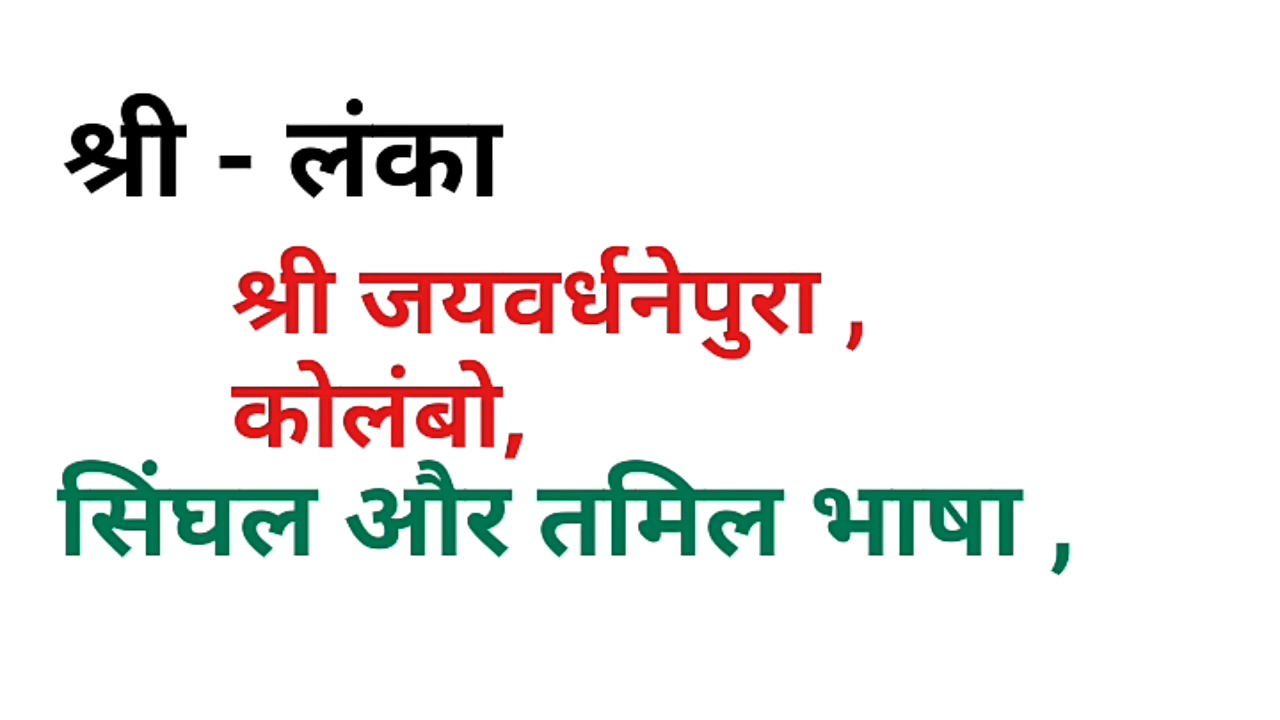 श्री - लंका
श्री जयवर्धनेपुरा ,
कोलंबो,
सिंघल और तमिल भाषा ,